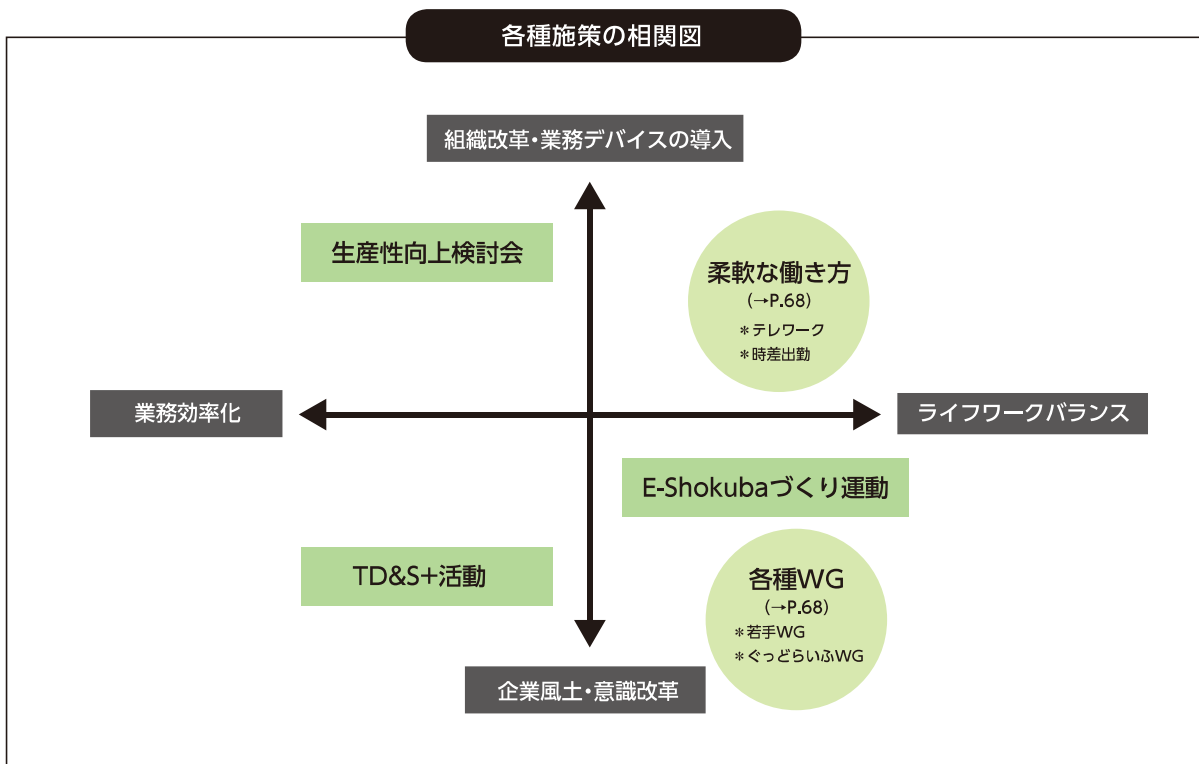 各種施策の相関図
組織改革・業務デバイスの導入
生産性向上検討会
柔軟な働き方
(→P.68)
＊テレワーク
＊時差出勤
業務効率化
ライフワークバランス
E-Shokubaづくり運動
TD&S+活動
各種WG
(→P.68)
＊若手WG
＊ぐっどらいふWG
企業風土・意識改革